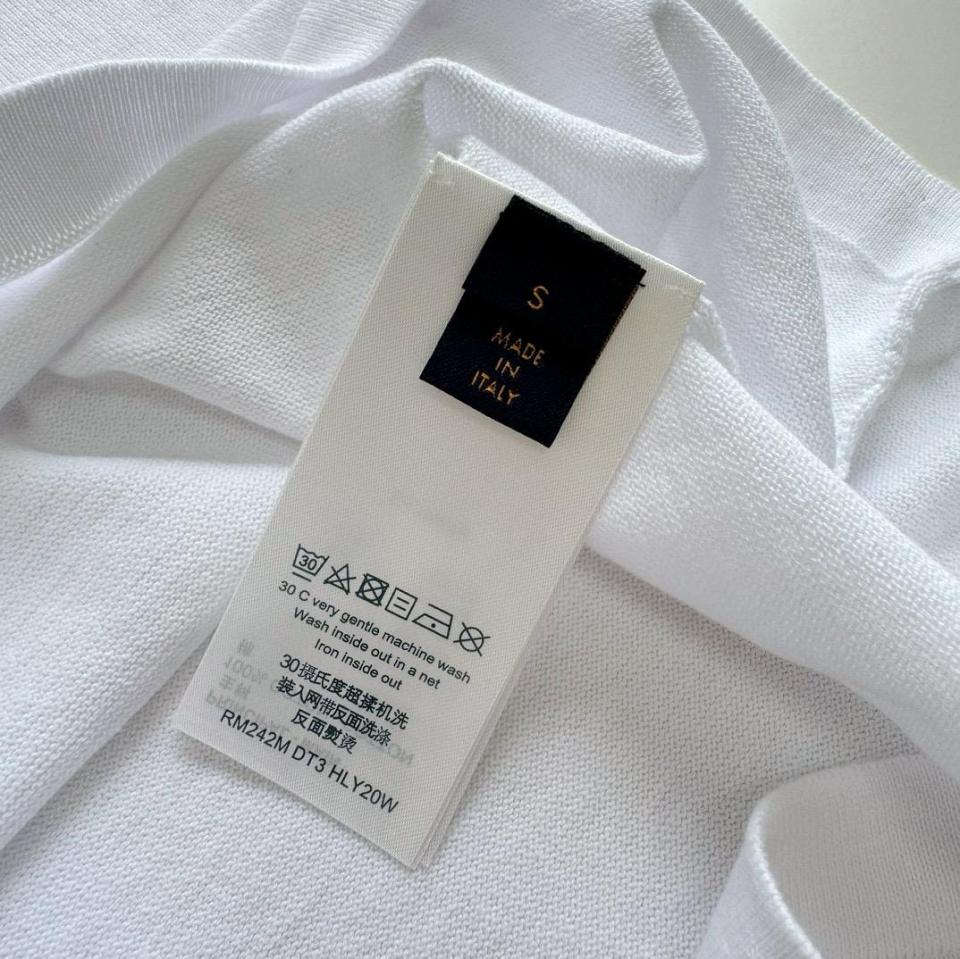 S
MADE
IN
ITALY
30
30 C very gentle machine wash
Wash inside out in a net
Iron inside out
30摄氏度超揉机洗
装入网带反面洗涤
反面熨烫
RM242M DT3 HLY20W